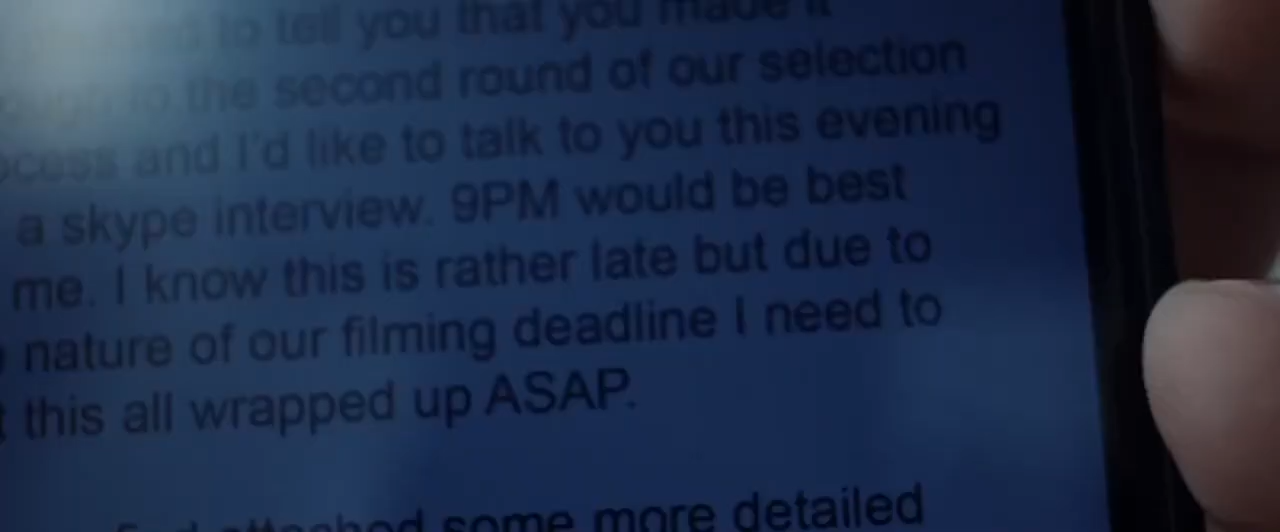 to tell you that you made it
to the second round of our selection
and I'd like to talk to you this evening
a skype interview. 9PM would be best
me. I know this is rather late but due to
nature of our filming deadline I need to
this all wrapped up ASAP.
attached some more detailed